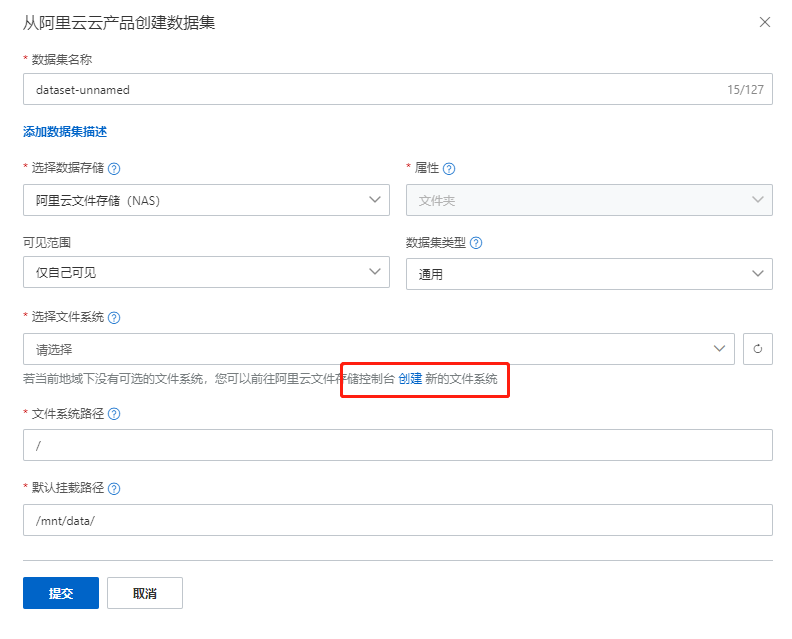 从阿里云云产品创建数据集
* 数据集名称
dataset-unnamed 15/127
添加数据集描述
* 选择数据存储 * 属性
阿里云文件存储（NAS） 文件夹
可见范围 数据集类型
仅自己可见 通用
* 选择文件系统
请选择
若当前地域下没有可选的文件系统，您可以前往阿里云文件存储控制台 创建 新的文件系统
* 文件系统路径
/
* 默认挂载路径
/mnt/data/
提交 取消